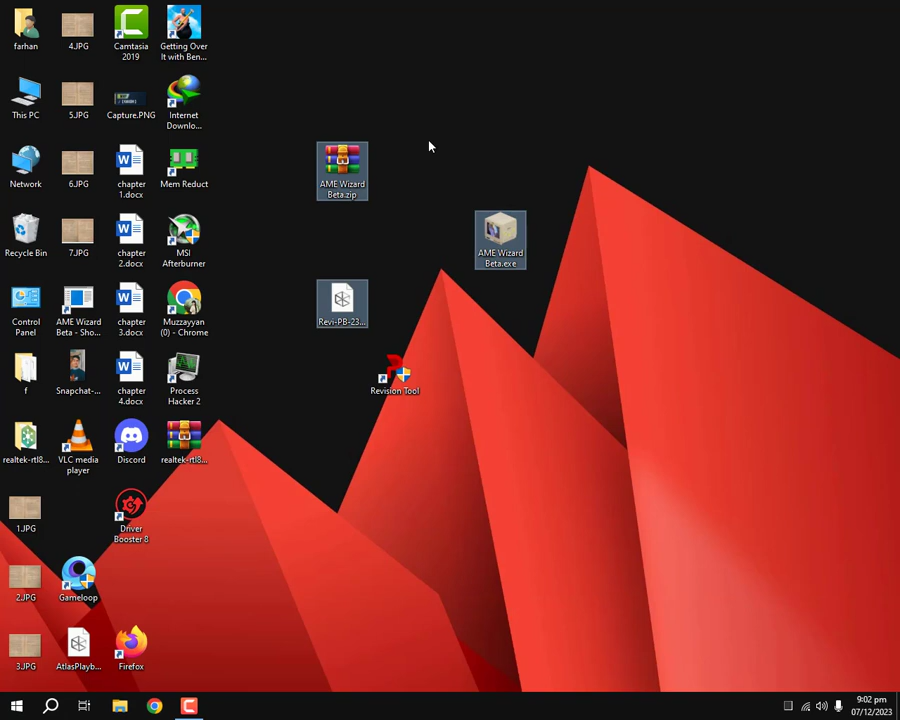 farhan
4.JPG
Camtasia
2019
Getting Over
It with Ben...
This PC
5.JPG
Capture.PNG
Internet
Downlo...
Network
6.JPG
chapter
1.docx
Mem Reduct
AME Wizard
Beta.zip
Recycle Bin
7.JPG
chapter
2.docx
MSI
Afterburner
AME Wizard
Beta.exe
Control
Panel
AME Wizard
Beta - Sho...
chapter
3.docx
Muzzayyan
(0) - Chrome
Revi-PB-23...
f
Snapchat-...
chapter
4.docx
Process
Hacker 2
Revision Tool
realtek-rtl8...
VLC media
player
Discord
realtek-rtl8...
1.JPG
Driver
Booster 8
2.JPG
Gameloop
3.JPG
AtlasPlayb...
Firefox
9:02 pm
07/12/2023